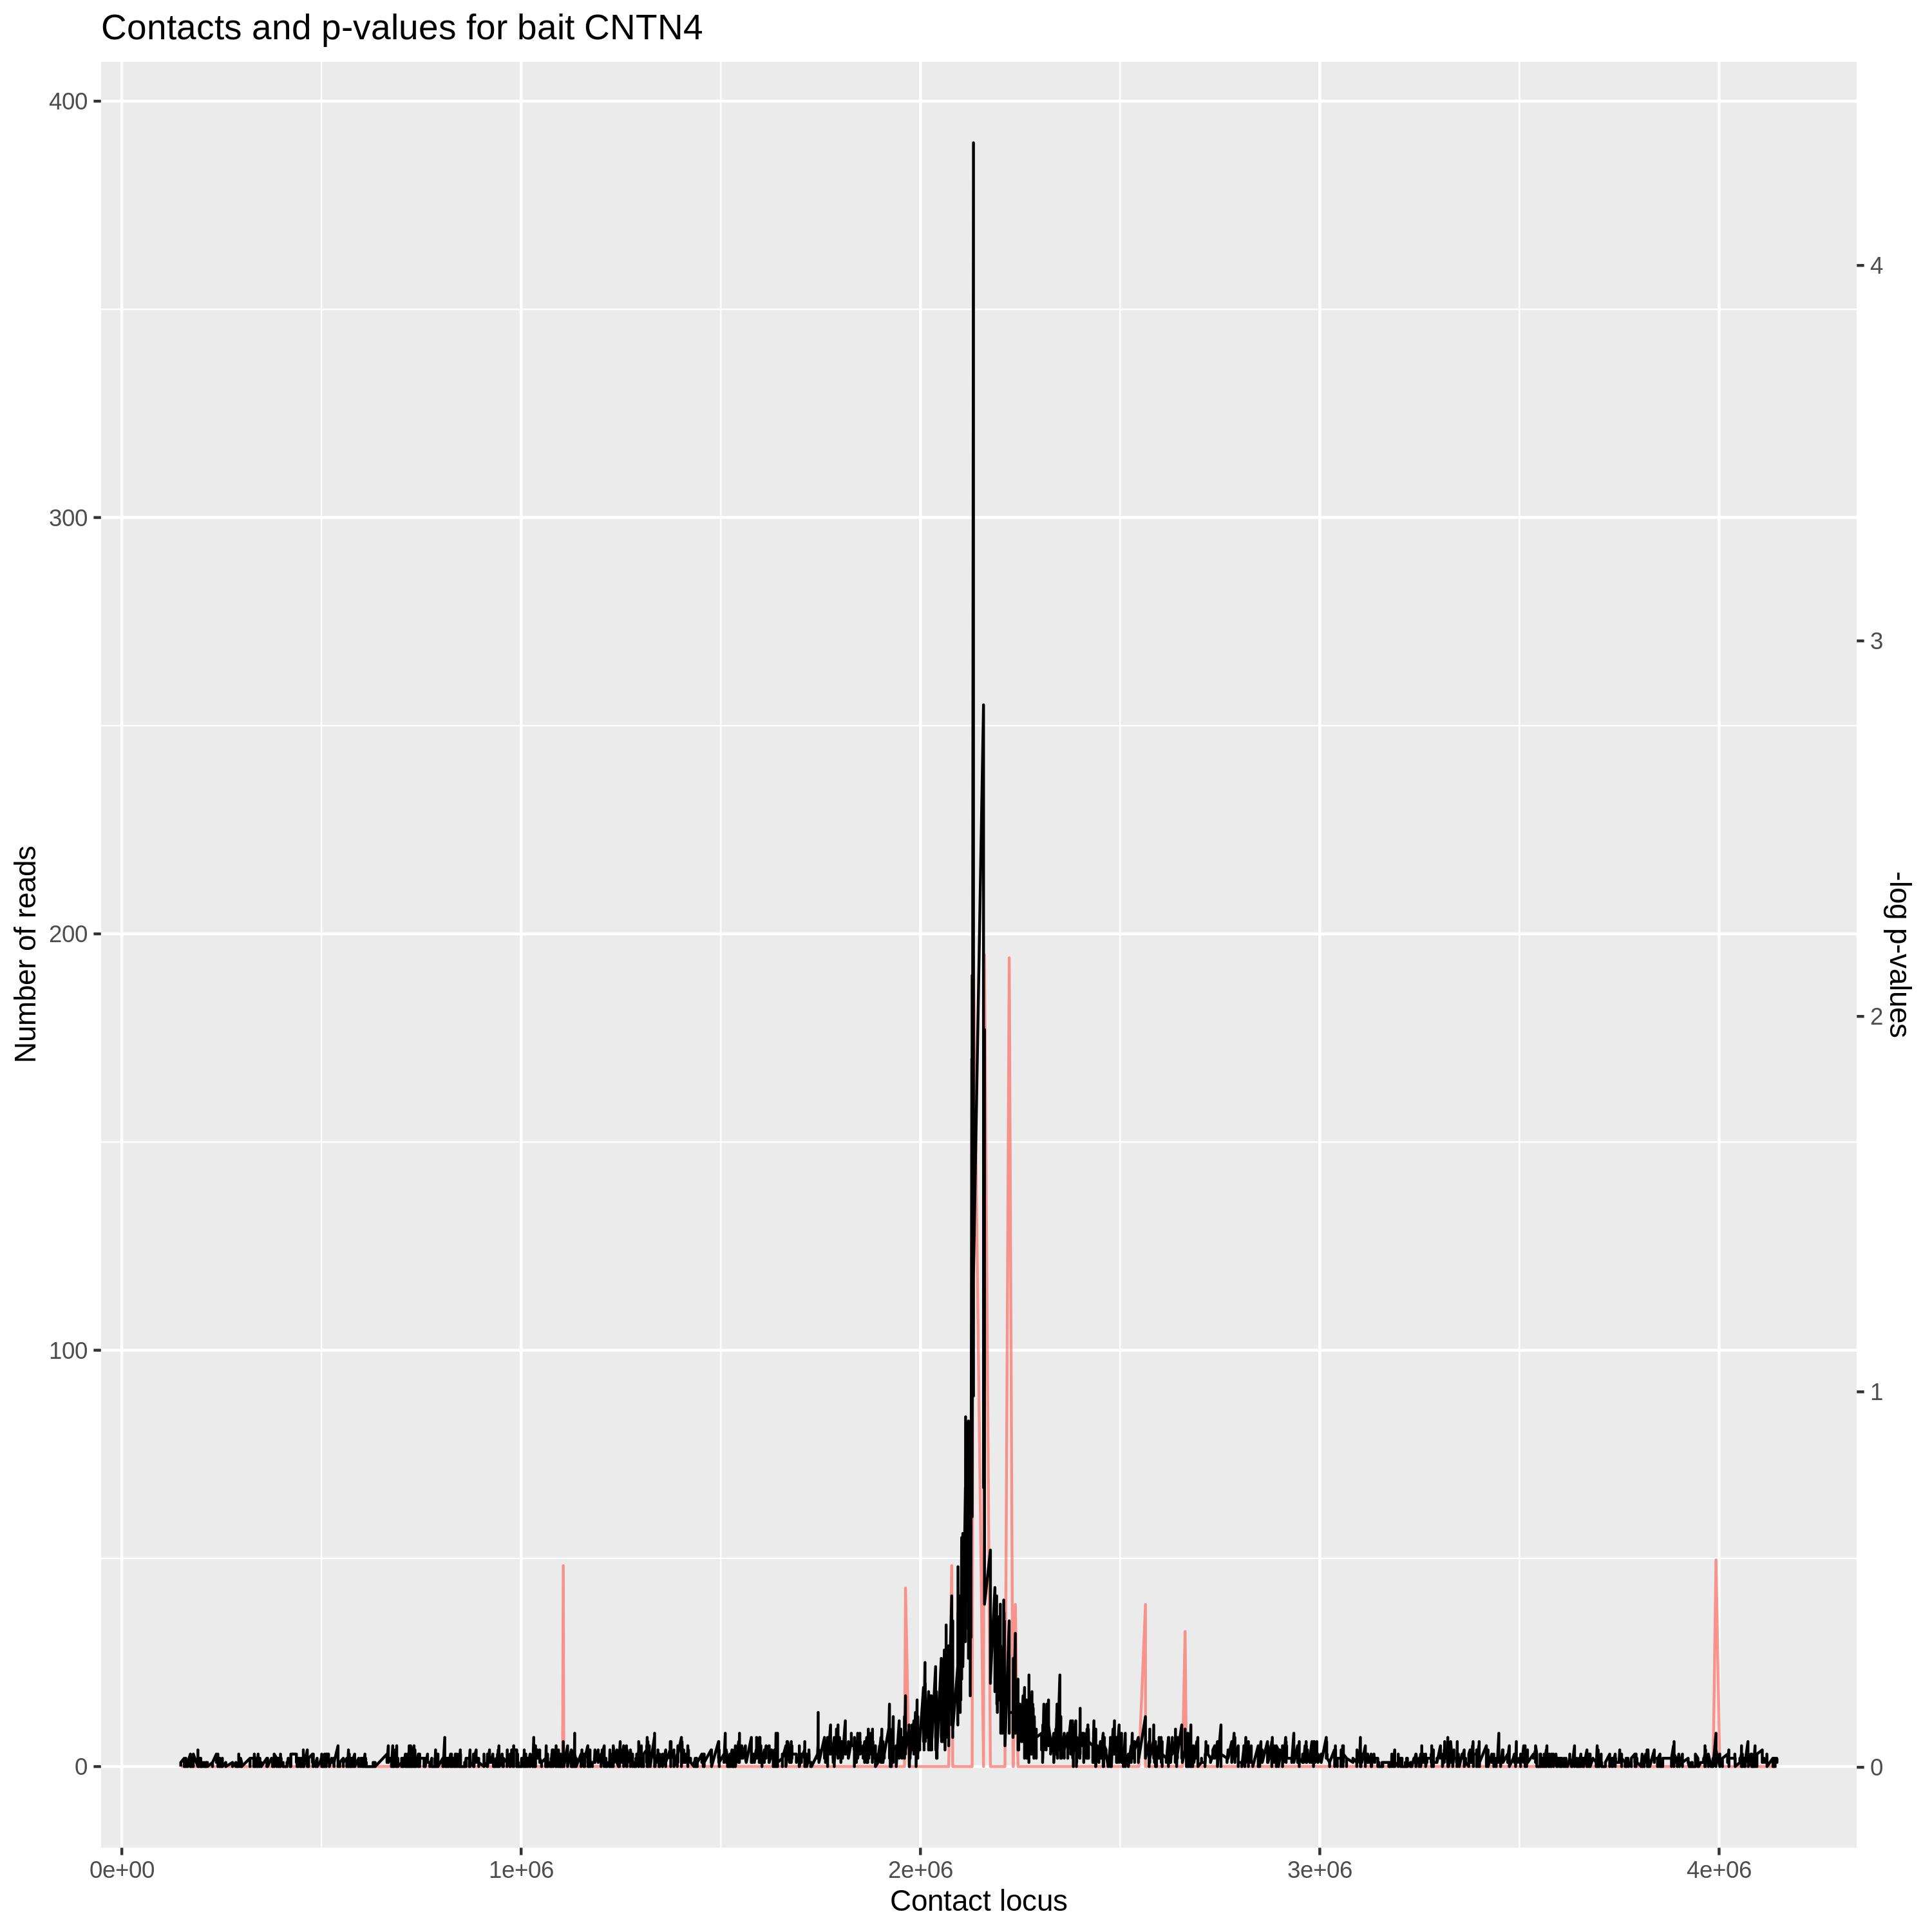 Contacts and p-values for bait CNTN4
400
300
200
100
0
Number of reads
4
3
2
1
0
-log p-values
0e+00 1e+06 2e+06 3e+06 4e+06
Contact locus